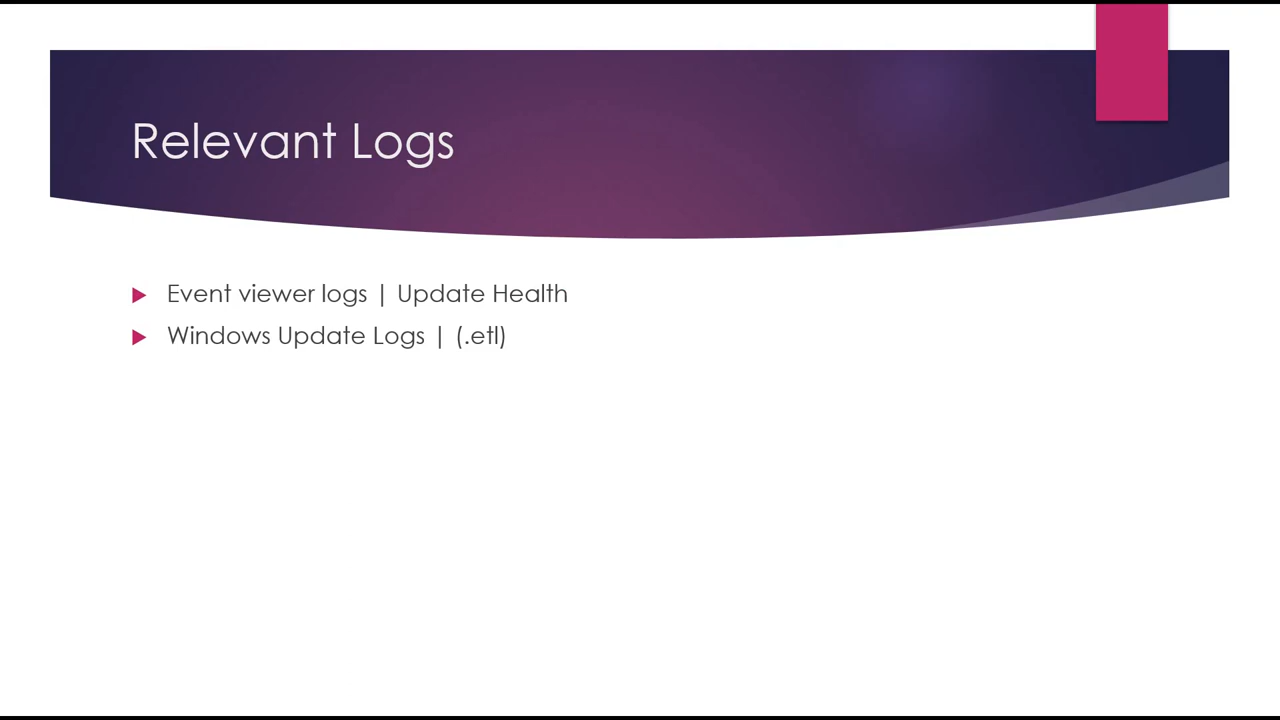 Relevant Logs
Event viewer logs | Update Health
Windows Update Logs | (.etl)